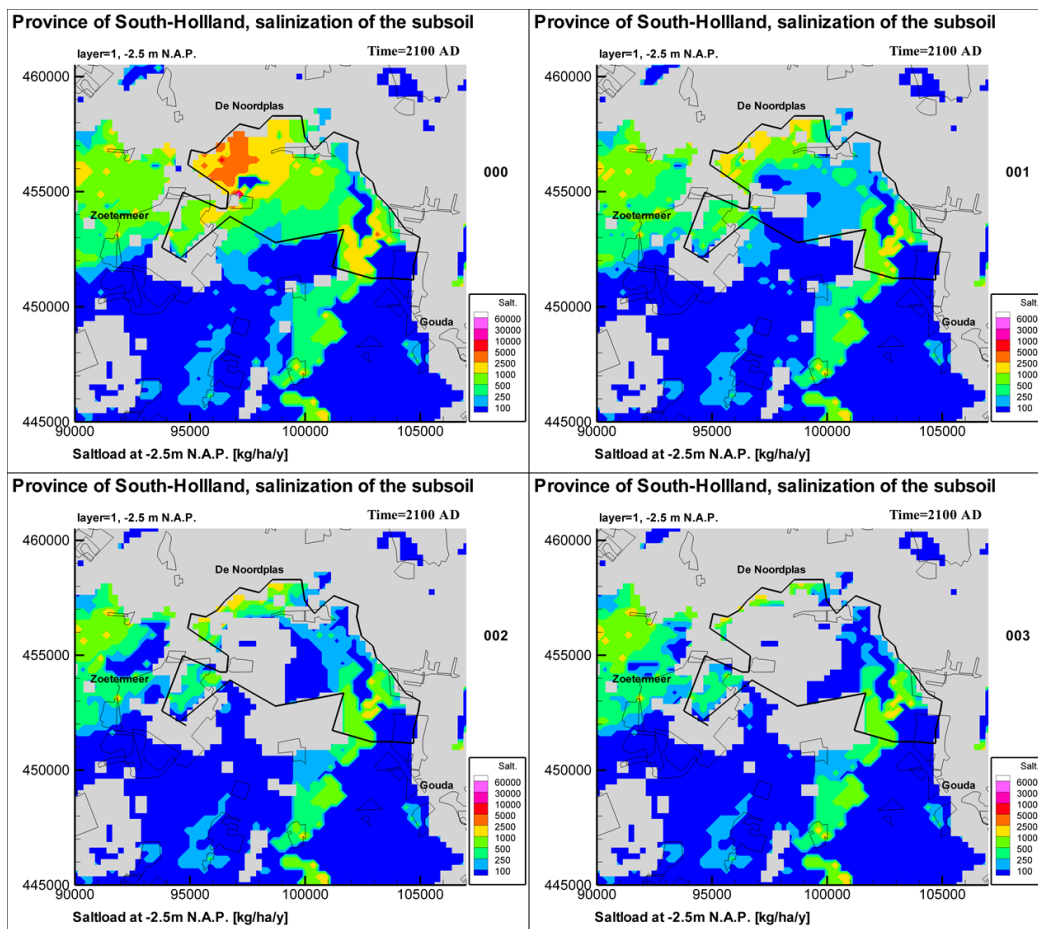 Province of South-Hollland, salinization of the subsoil
layer=1, -2.5 m N.A.P.
Time=2100 AD
460000
De Noordplas
000
455000
Zoetermeer
450000
Salt.
60000
30000
10000
5000
2500
1000
500
250
100
Gouda
445000
90000
95000
100000
105000
Saltload at -2.5m N.A.P. [kg/ha/y]
Province of South-Hollland, salinization of the subsoil
layer=1, -2.5 m N.A.P.
Time=2100 AD
460000
De Noordplas
001
455000
Zoetermeer
450000
Salt.
60000
30000
10000
5000
2500
1000
500
250
100
Gouda
445000
90000
95000
100000
105000
Saltload at -2.5m N.A.P. [kg/ha/y]
Province of South-Hollland, salinization of the subsoil
layer=1, -2.5 m N.A.P.
Time=2100 AD
460000
De Noordplas
002
455000
Zoetermeer
450000
Salt.
60000
30000
10000
5000
2500
1000
500
250
100
Gouda
445000
90000
95000
100000
105000
Saltload at -2.5m N.A.P. [kg/ha/y]
Province of South-Hollland, salinization of the subsoil
layer=1, -2.5 m N.A.P.
Time=2100 AD
460000
De Noordplas
003
455000
Zoetermeer
450000
Salt.
60000
30000
10000
5000
2500
1000
500
250
100
Gouda
445000
90000
95000
100000
105000
Saltload at -2.5m N.A.P. [kg/ha/y]